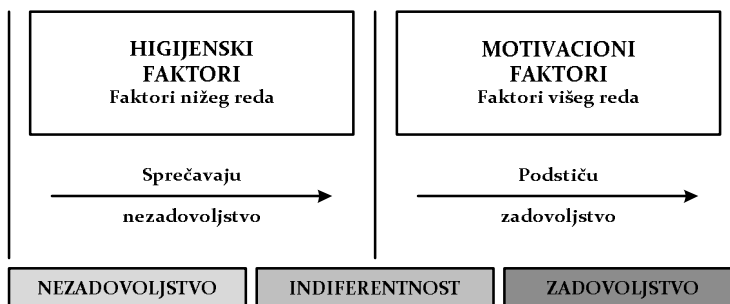 HIGIJENSKI
FAKTORI
Faktori nižeg reda
MOTIVACIONI
FAKTORI
Faktori višeg reda
Sprečavaju
nezadovoljstvo
Podstiču
zadovoljstvo
NEZADOVOLJSTVO
INDIFERENTNOST
ZADOVOLJSTVO